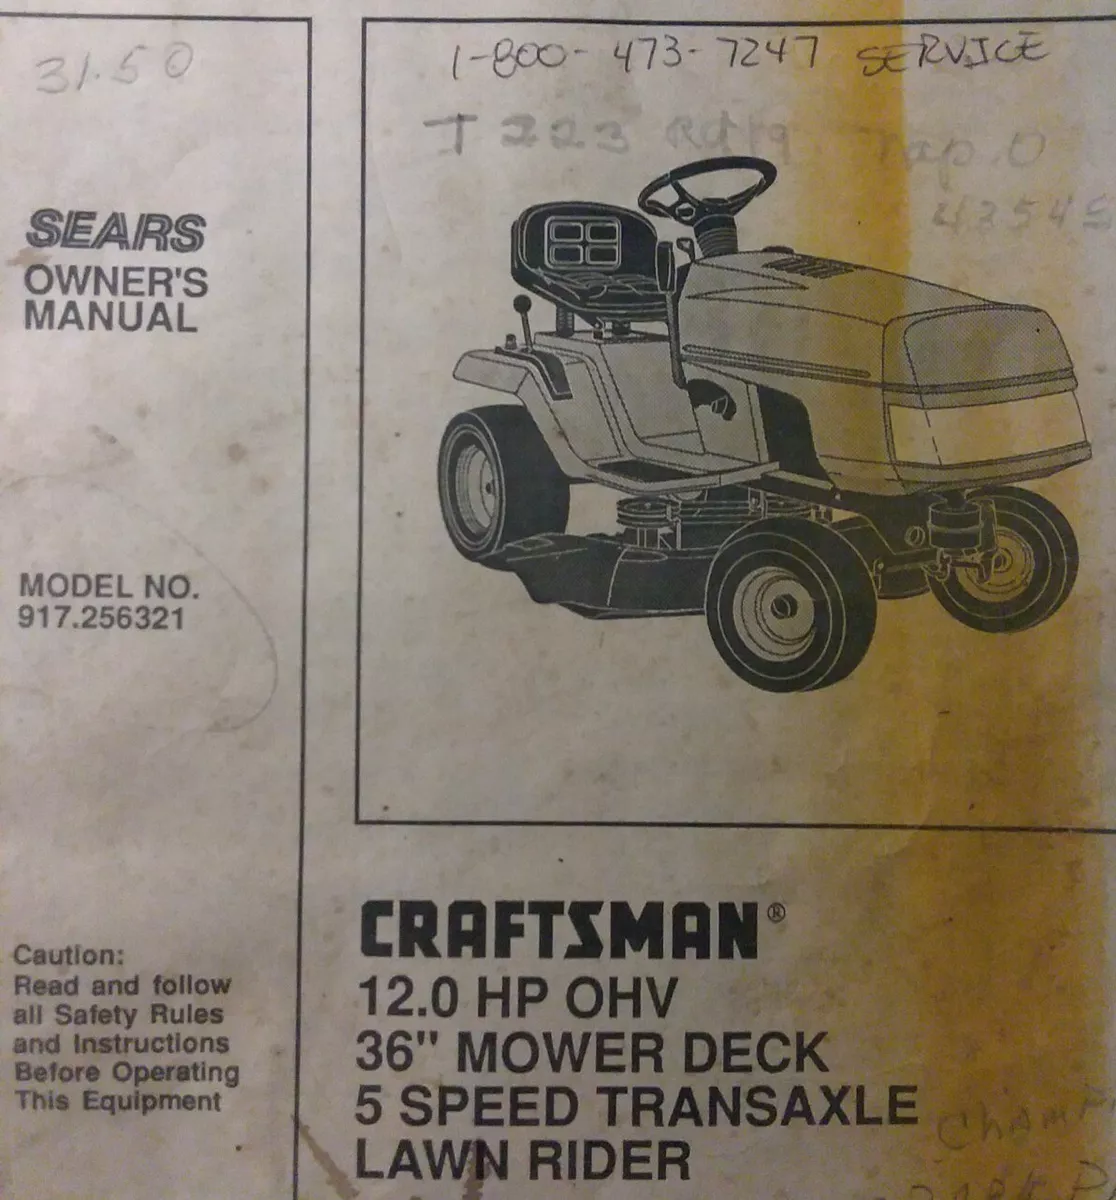 31.50
SEARS
OWNER'S
MANUAL
MODEL NO.
917.256321
Caution:
Read and follow
all Safety Rules
and Instructions
Before Operating
This Equipment
1-800-473-7247 SERVICE
223
CRAFTSMAN®
12.0 HP OHV
36" MOWER DECK
5 SPEED TRANSAXLE
LAWN RIDER